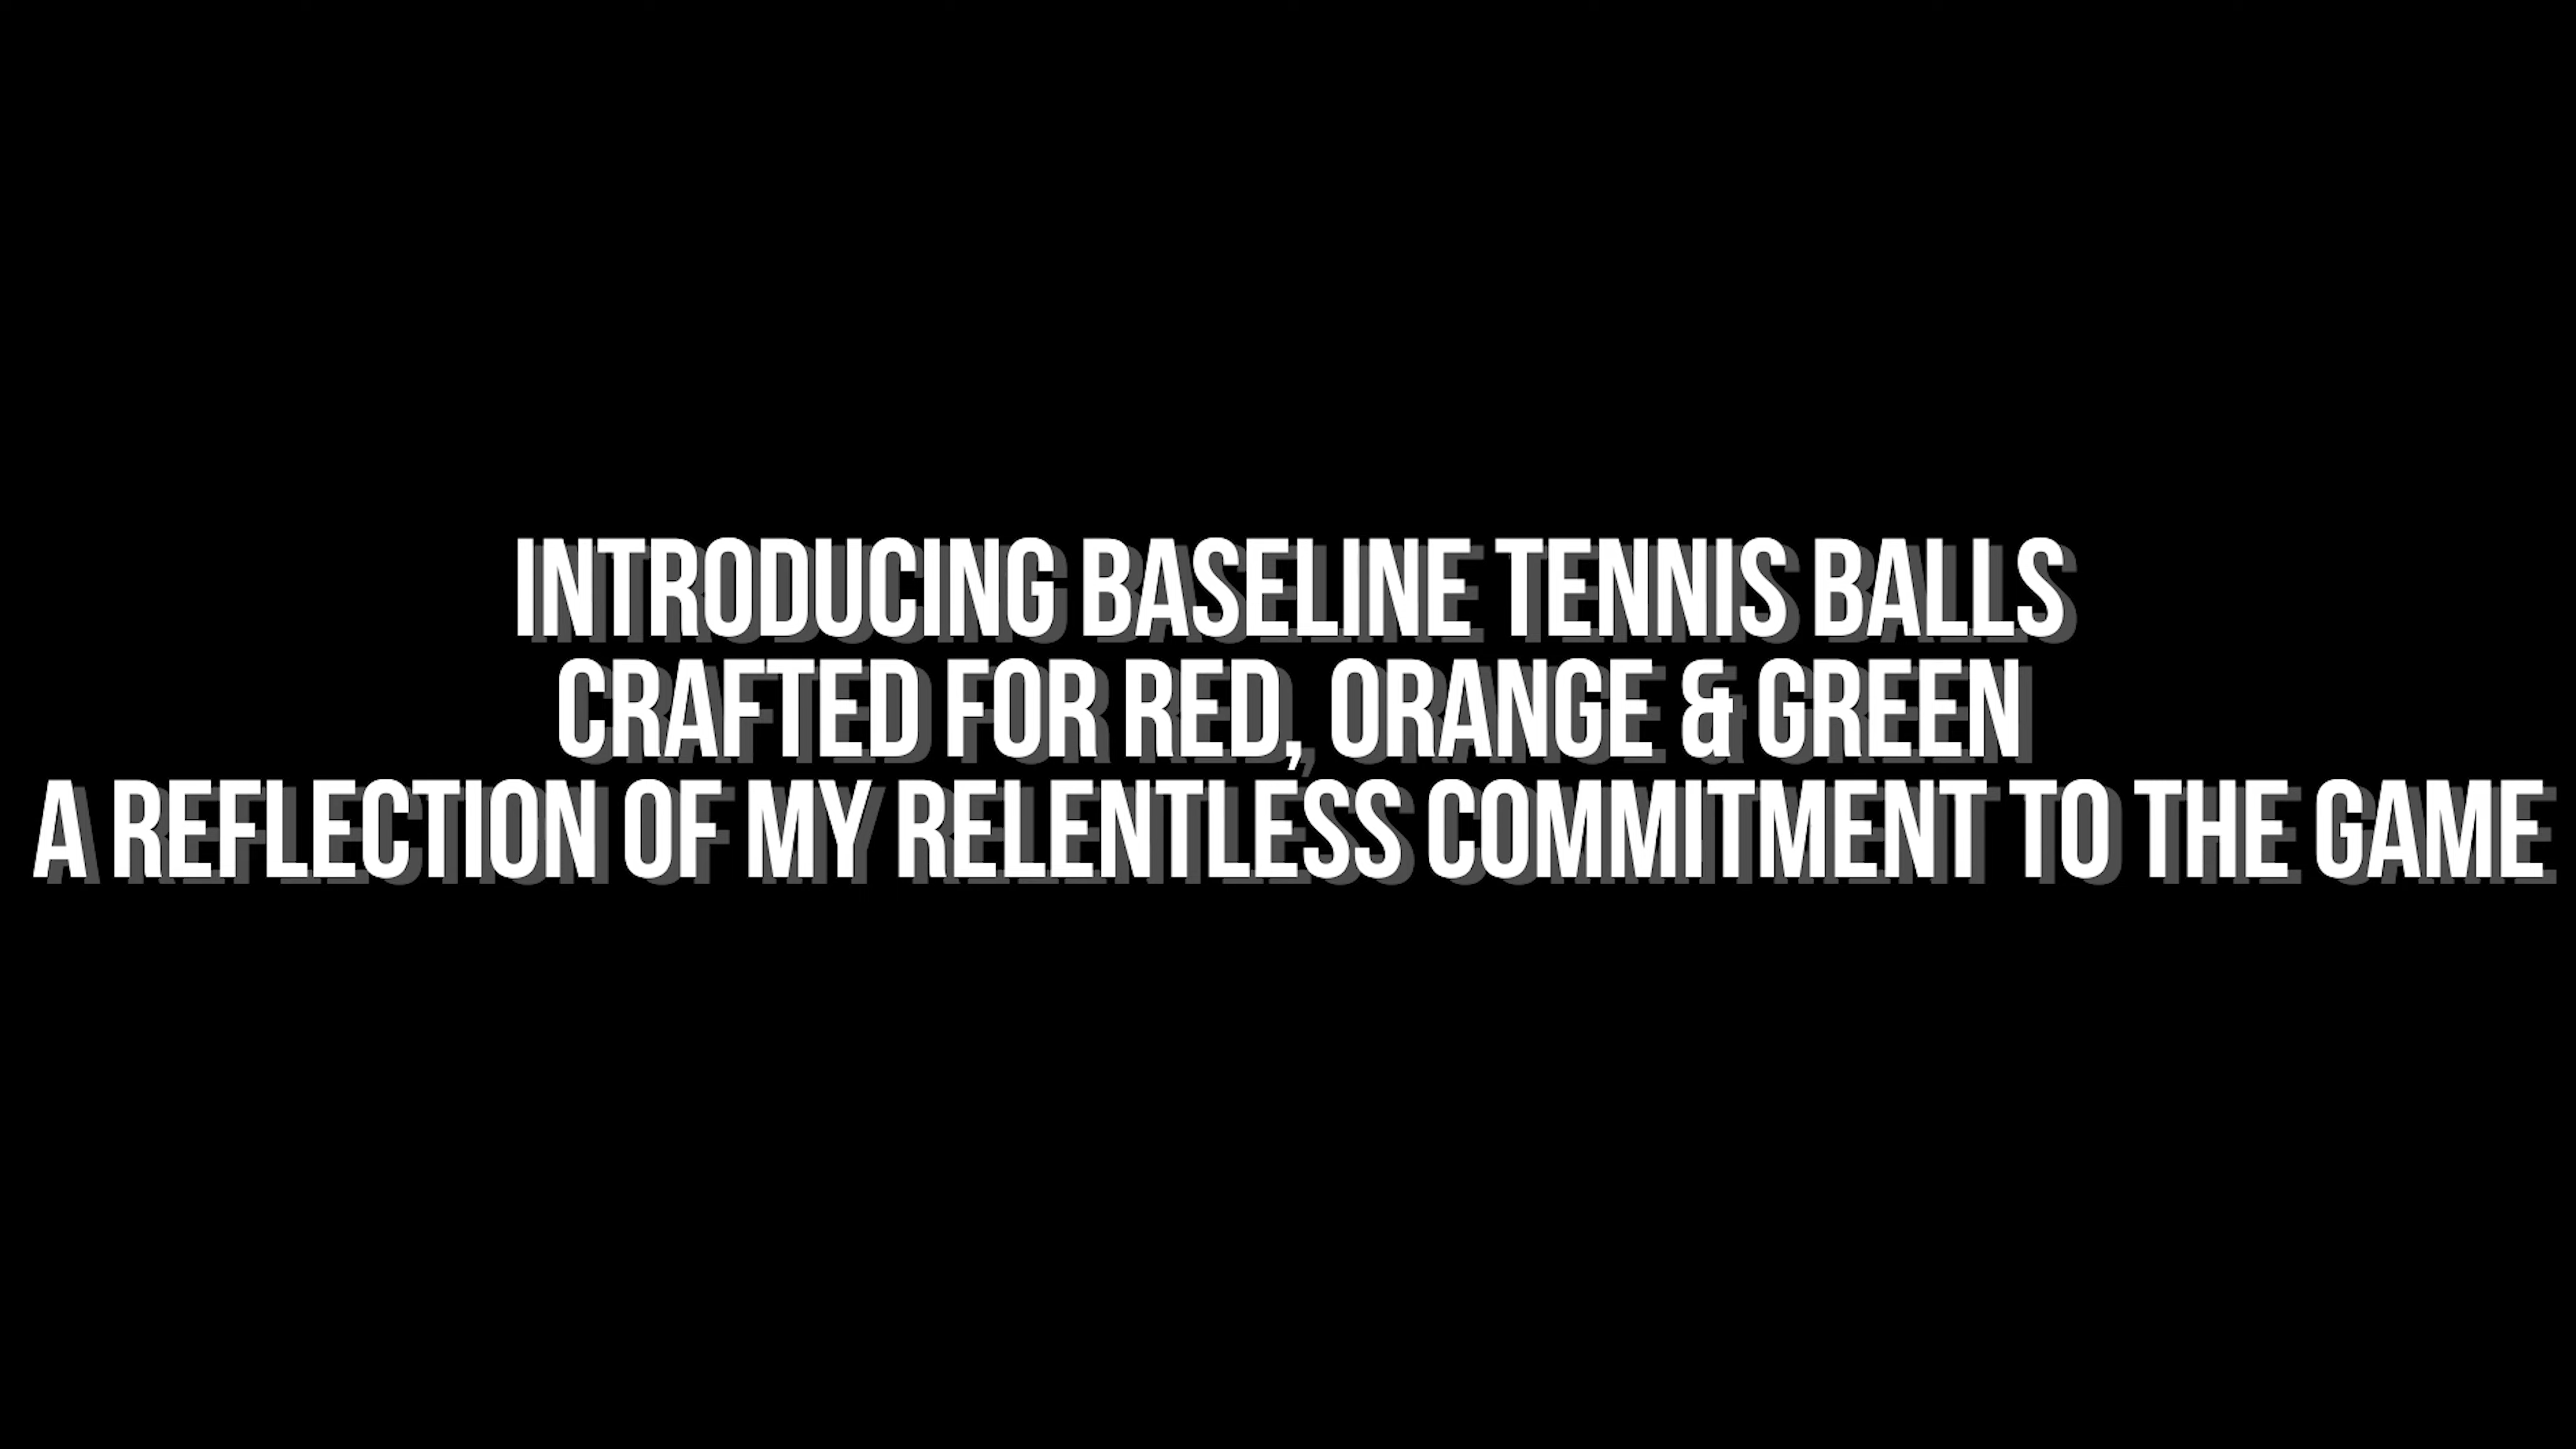 INTRODUCING BASELINE TENNIS BALLS
CRAFTED FOR RED, ORANGE & GREEN
A REFLECTION OF MY RELENTLESS COMMITMENT TO THE GAME